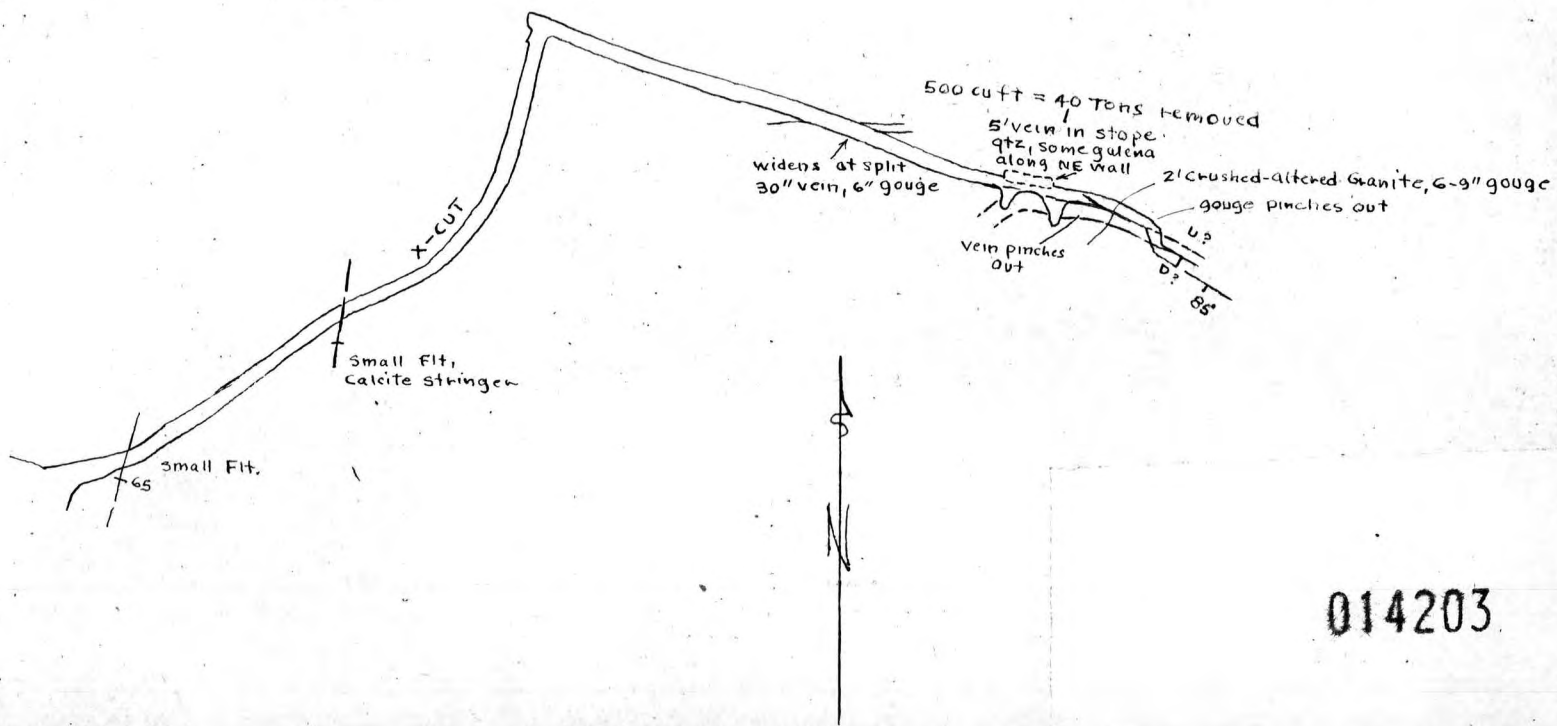 500 cu ft = 40 Tons removed
5' vein in stope
qtz, some galena
along NE wall
widens at split
30" vein, 6" gouge
2' crushed-altered Granite, 6-9" gouge
gouge pinches out
U?
vein pinches
out
D?
85°
X-CUT
Small Flt,
Calcite stringer
Small Flt.
65
N
014203